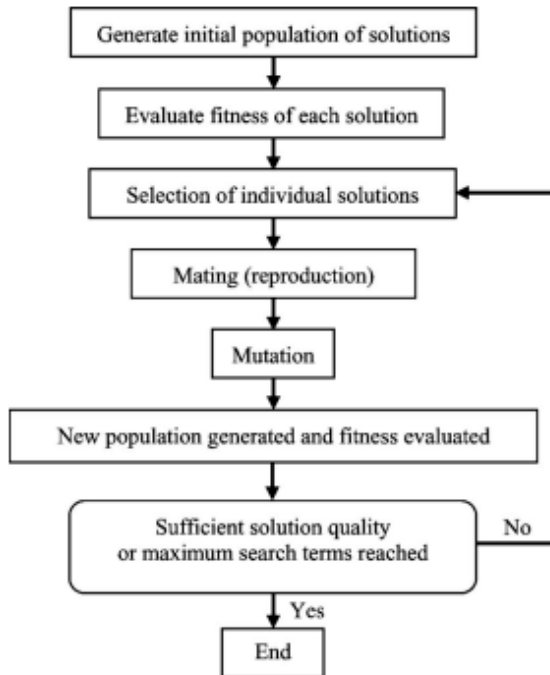 Generate initial population of solutions
Evaluate fitness of each solution
Selection of individual solutions
Mating (reproduction)
Mutation
New population generated and fitness evaluated
Sufficient solution quality
or maximum search terms reached
No
Yes
End